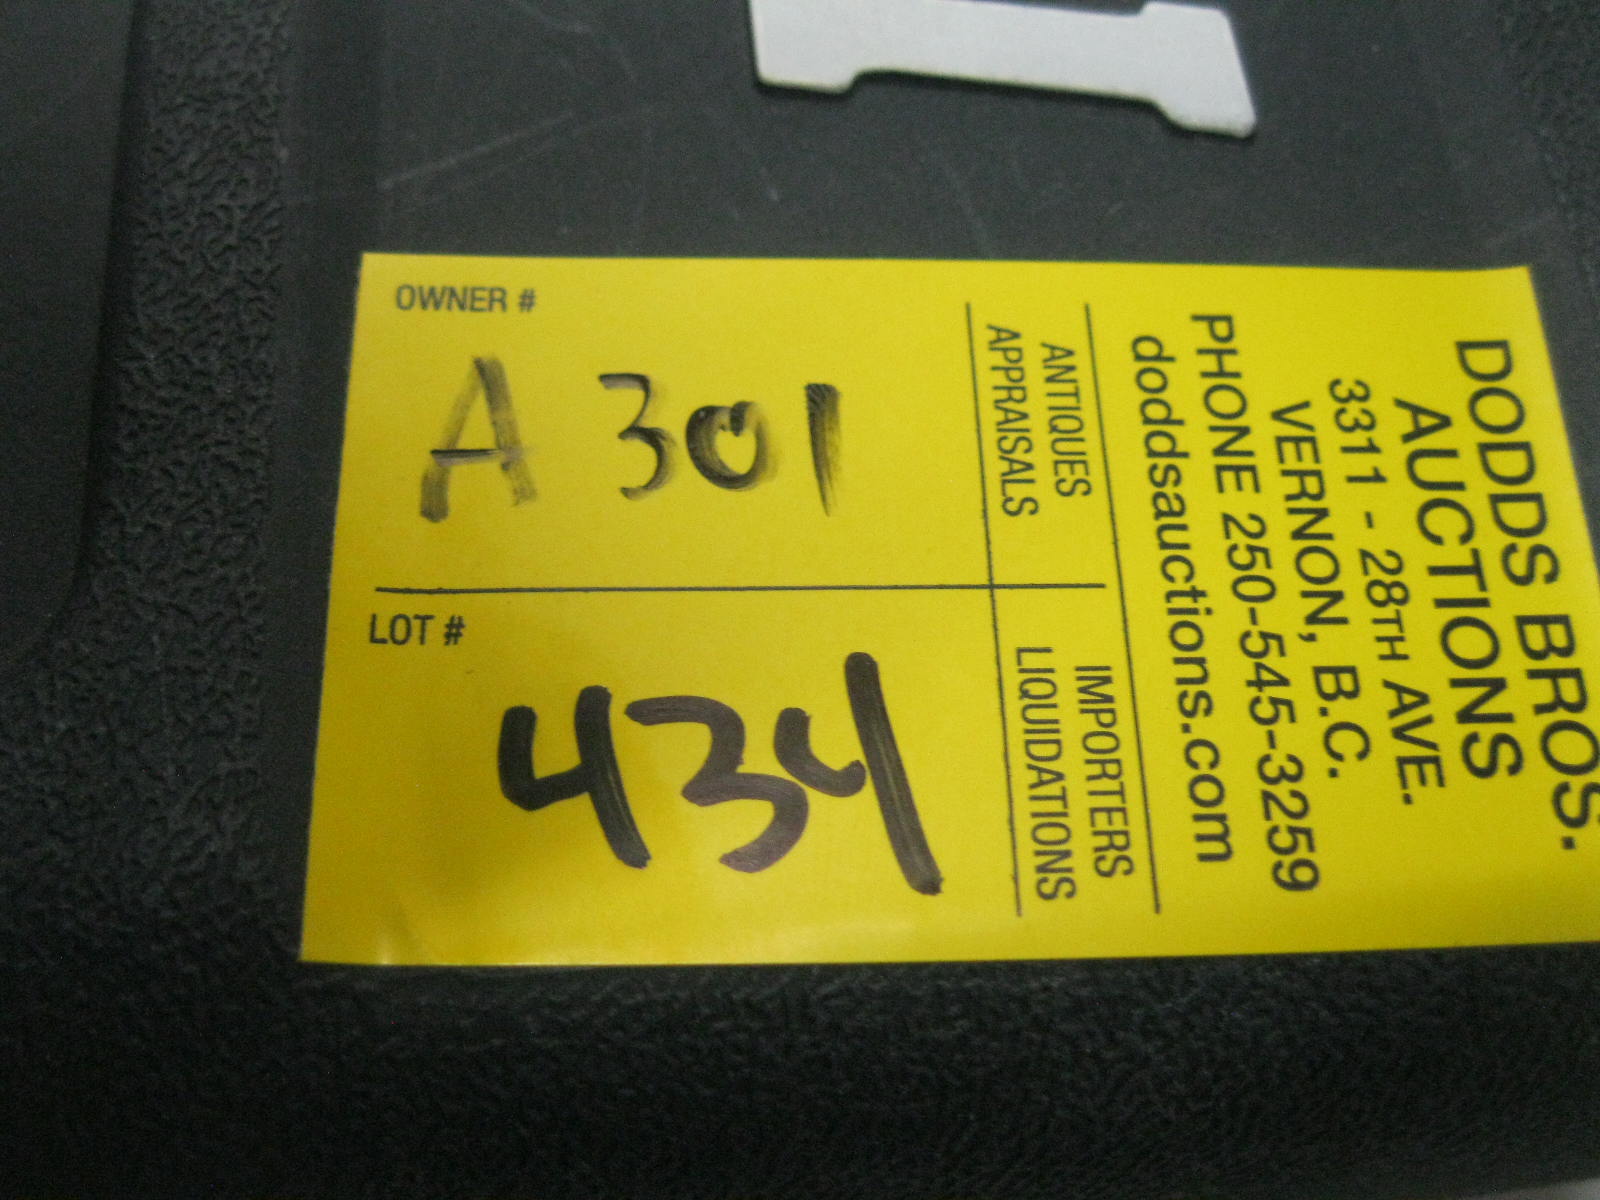 DODDS BROS.
AUCTIONS
3311 - 28TH AVE.
VERNON, B.C.
PHONE 250-545-3259
doddsauctions.com
ANTIQUES
APPRAISALS
IMPORTERS
LIQUIDATIONS
OWNER #
A 301
LOT #
434